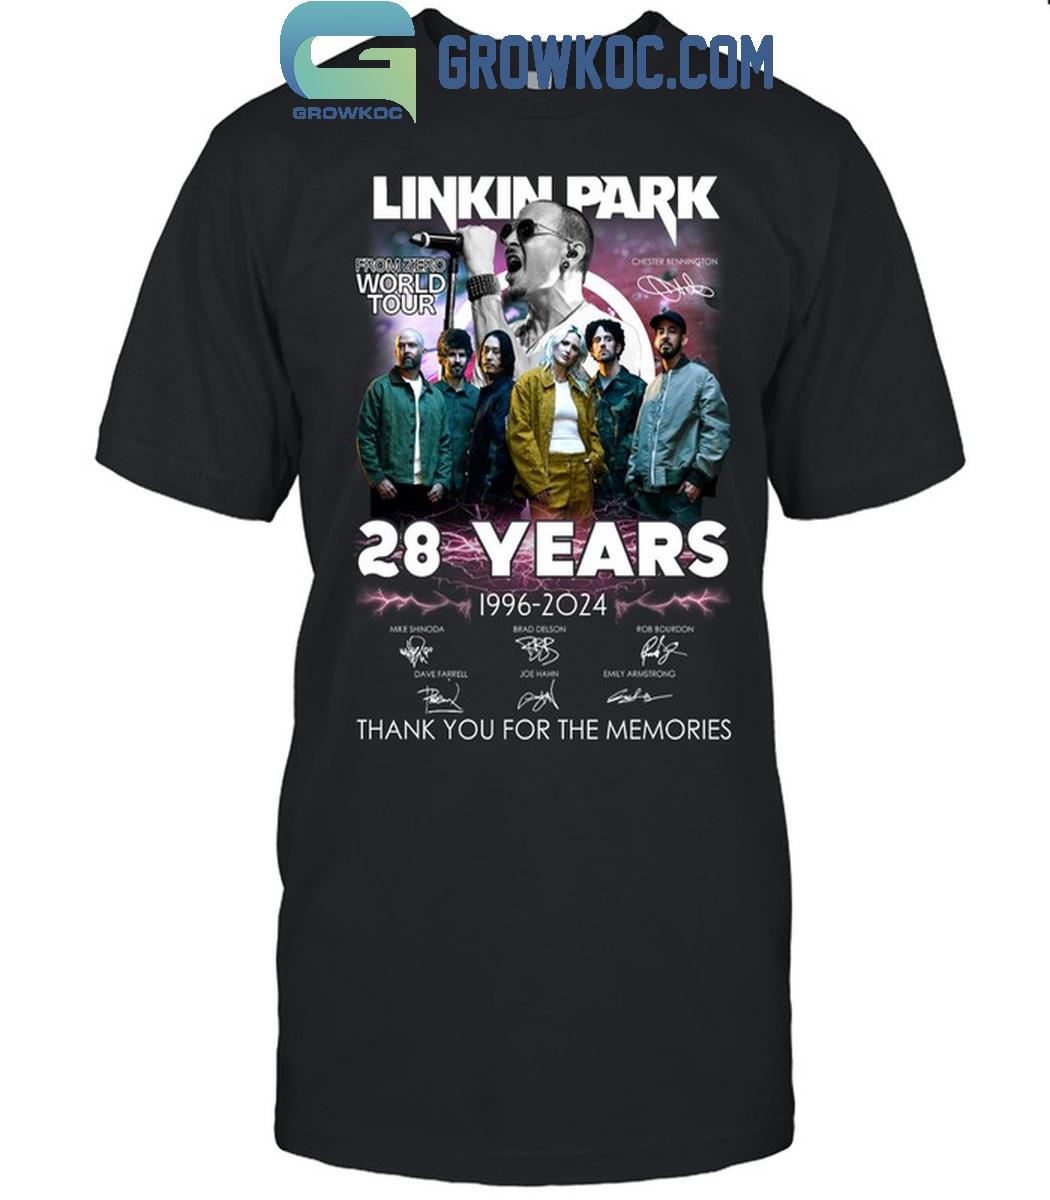 GROWKOC.COM
GROWKOC
LINKIN PARK
FROM ZERO
WORLD
TOUR
CHESTER BENNINGTON
28 YEARS
1996-2024
MIKE SHINODA BRAD DELSON ROB BOURDON
DAVE FARRELL JOE HAHN EMILY ARMSTRONG
THANK YOU FOR THE MEMORIES